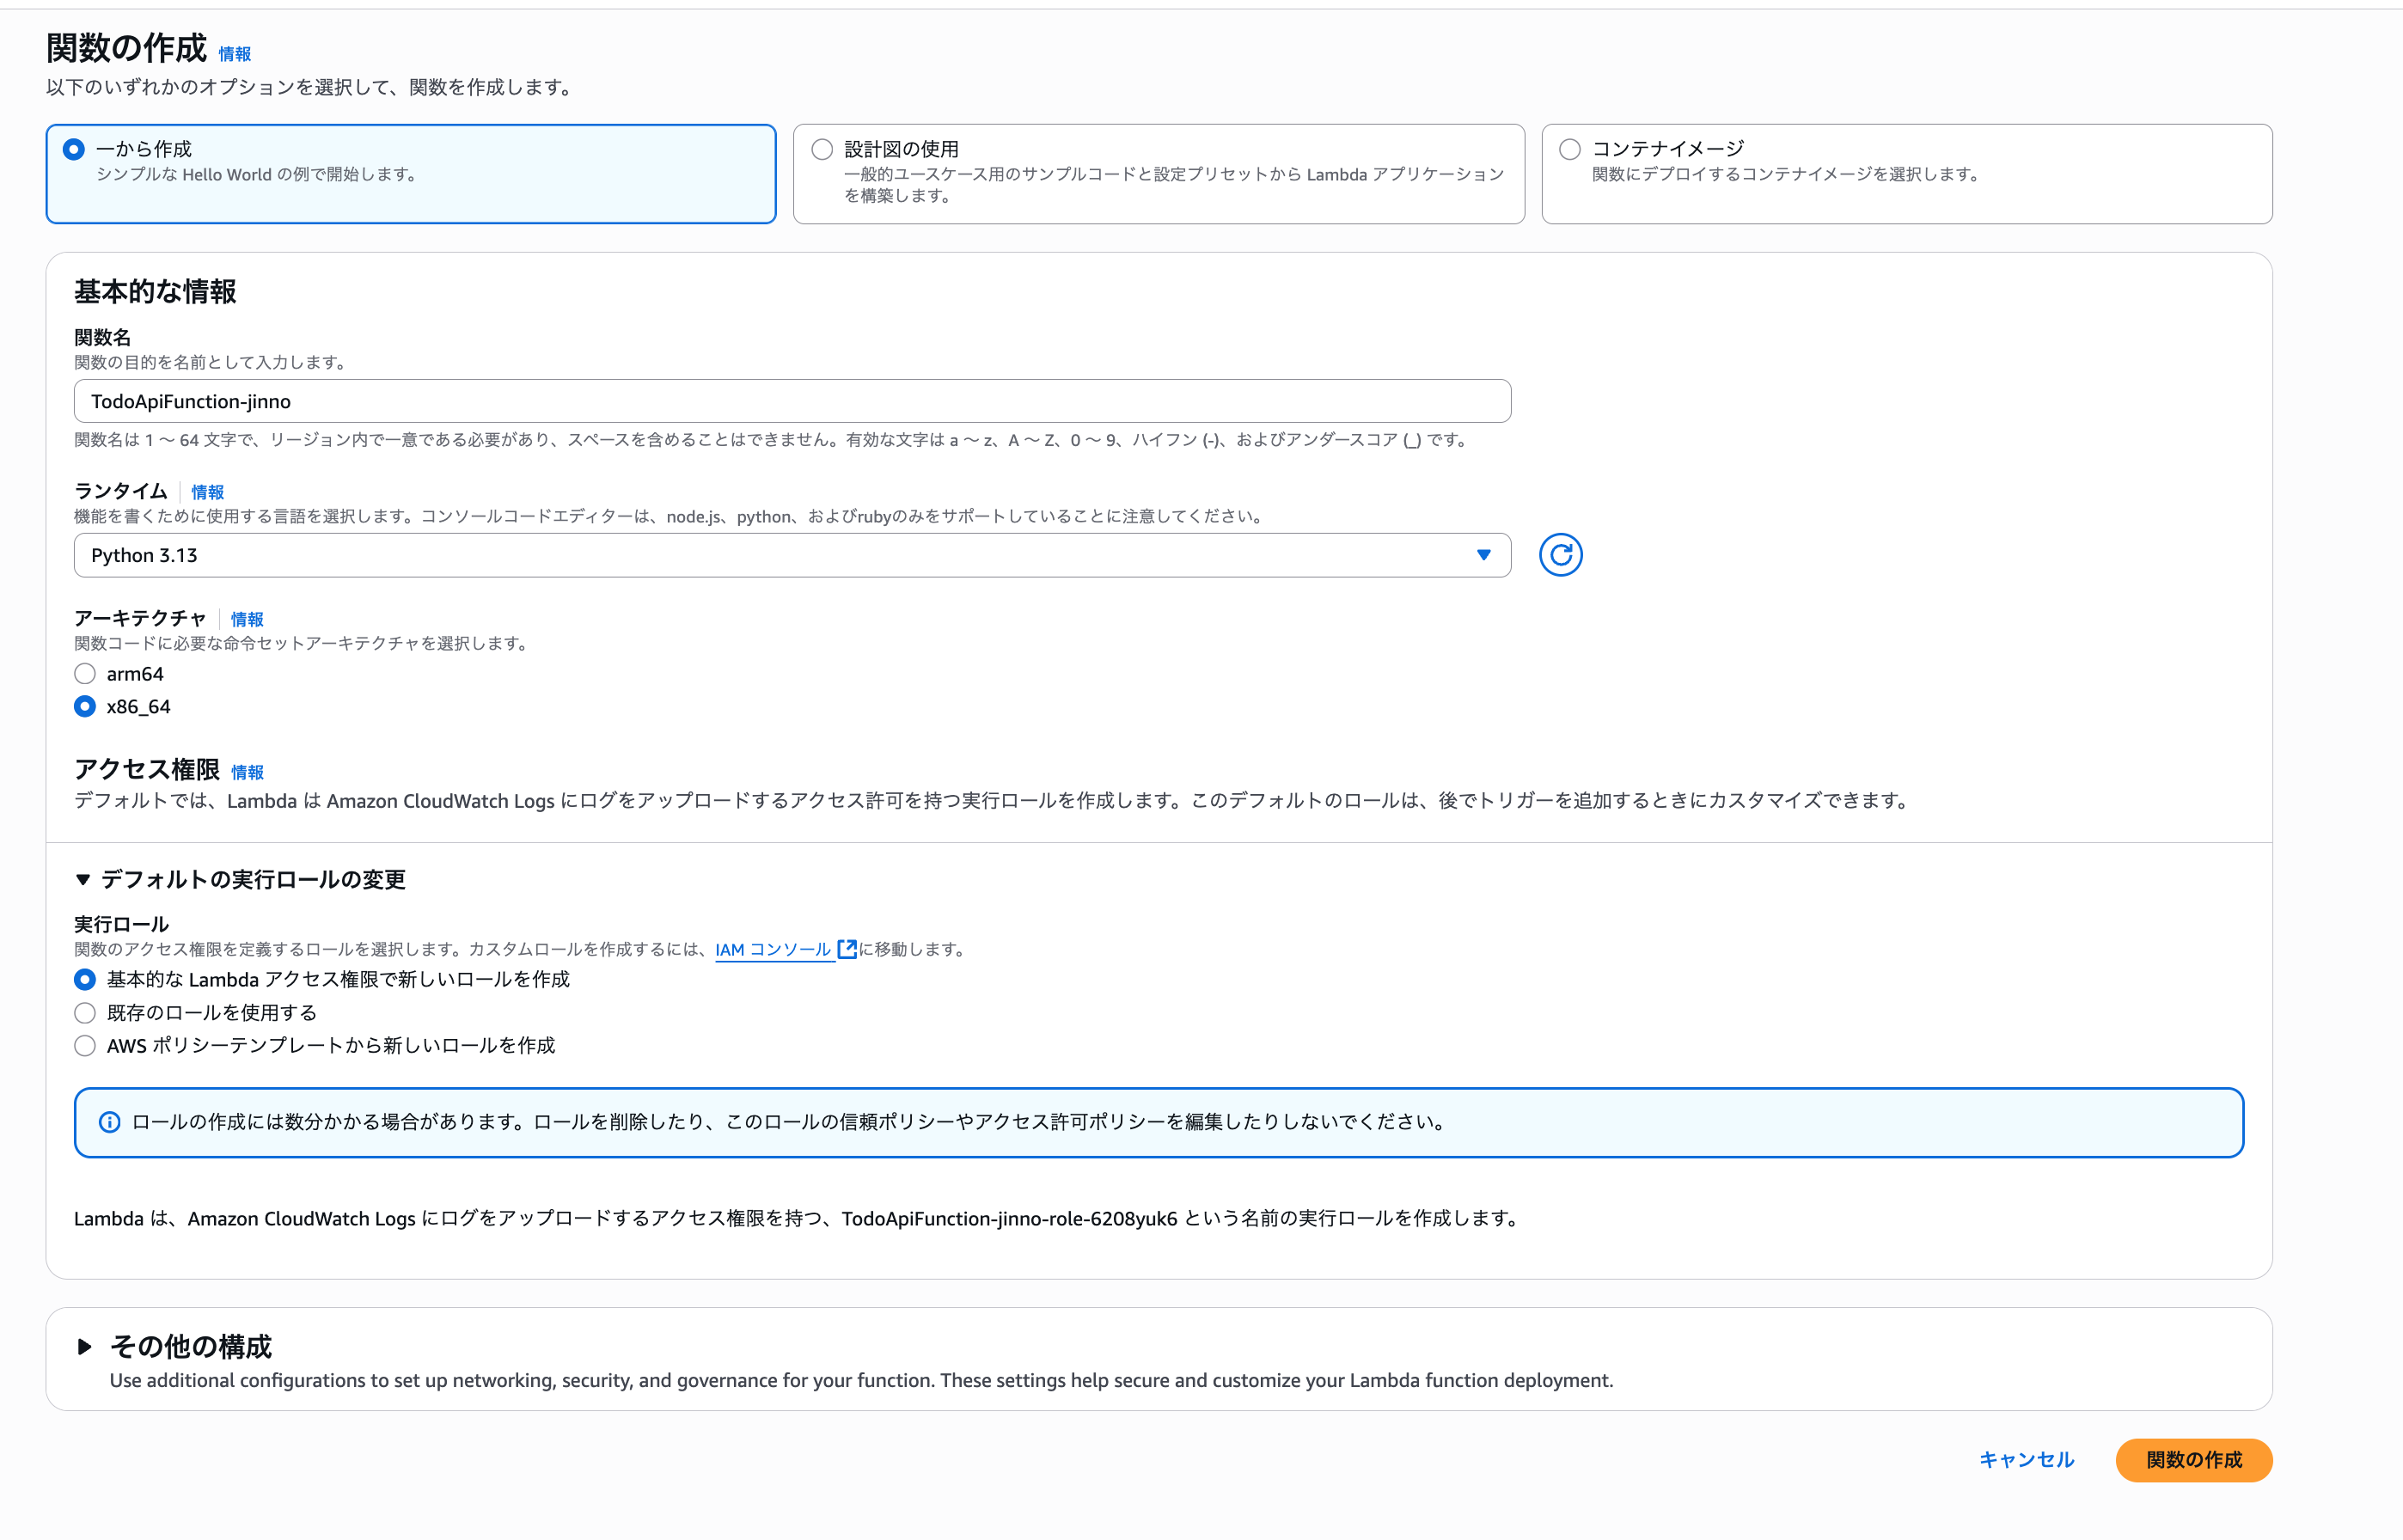 関数の作成 情報
以下のいずれかのオプションを選択して、関数を作成します。
一から作成
シンプルな Hello World の例で開始します。
設計図の使用
一般的ユースケース用のサンプルコードと設定プリセットから Lambda アプリケーション
を構築します。
コンテナイメージ
関数にデプロイするコンテナイメージを選択します。
基本的な情報
関数名
関数の目的を名前として入力します。
TodoApiFunction-jinno
関数名は 1 〜 64 文字で、リージョン内で一意である必要があり、スペースを含めることはできません。有効な文字は a 〜 z、A 〜 Z、0 〜 9、ハイフン (-)、およびアンダースコア (_) です。
ランタイム 情報
機能を書くために使用する言語を選択します。コンソールコードエディターは、node.js、python、およびrubyのみをサポートしていることに注意してください。
Python 3.13
アーキテクチャ 情報
関数コードに必要な命令セットアーキテクチャを選択します。
arm64
x86_64
アクセス権限 情報
デフォルトでは、Lambda は Amazon CloudWatch Logs にログをアップロードするアクセス許可を持つ実行ロールを作成します。このデフォルトのロールは、後でトリガーを追加するときにカスタマイズできます。
デフォルトの実行ロールの変更
実行ロール
関数のアクセス権限を定義するロールを選択します。カスタムロールを作成するには、IAM コンソールに移動します。
基本的な Lambda アクセス権限で新しいロールを作成
既存のロールを使用する
AWS ポリシーテンプレートから新しいロールを作成
ロールの作成には数分かかる場合があります。ロールを削除したり、このロールの信頼ポリシーやアクセス許可ポリシーを編集したりしないでください。
Lambda は、Amazon CloudWatch Logs にログをアップロードするアクセス権限を持つ、TodoApiFunction-jinno-role-6208yuk6 という名前の実行ロールを作成します。
その他の構成
Use additional configurations to set up networking, security, and governance for your function. These settings help secure and customize your Lambda function deployment.
キャンセル
関数の作成